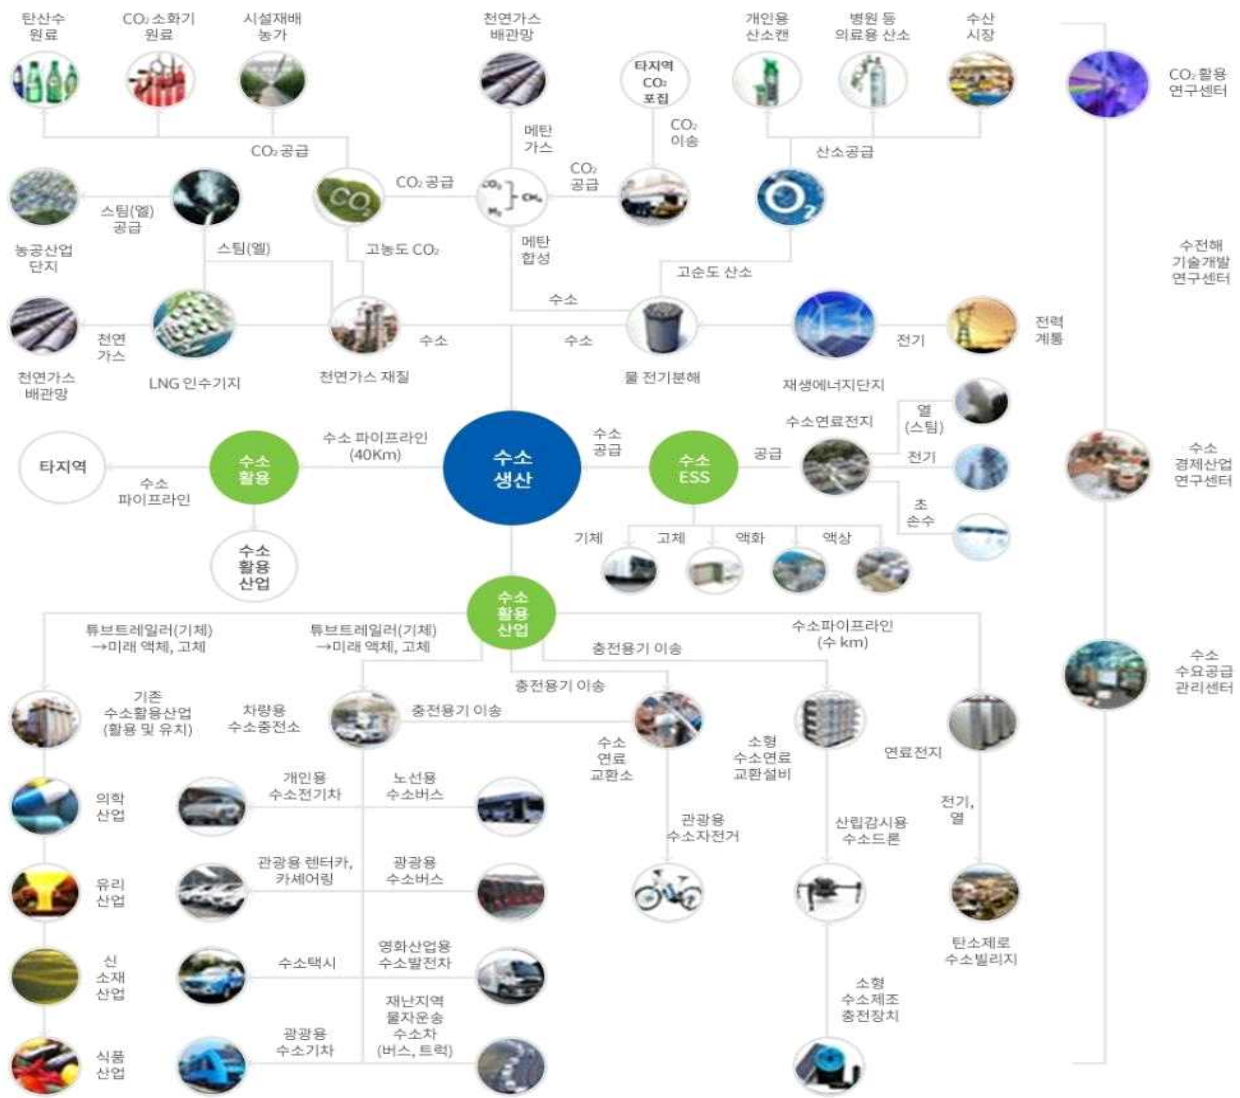 탄산수
원료
CO₂ 소화기
원료
시설재배
농가
천연가스
배관망
타지역
CO₂
포집
개인용
산소캔
병원 등
의료용 산소
수산
시장
CO₂ 활용
연구센터
CO₂ 공급
메탄
가스
CO₂
이송
산소공급
스팀(엘)
공급
CO₂
CO₂ 공급
CO₂
H₂
CH₄
CO₂
공급
O₂
농공산업
단지
스팀(엘)
고농도 CO₂
메탄
합성
고순도 산소
수전해
기술개발
연구센터
수소
천연
가스
수소
수소
전기
전력
계통
천연가스
배관망
LNG 인수기지
천연가스 재질
물 전기분해
재생에너지단지
타지역
수소
파이프라인
수소
활용
수소 파이프라인
(40Km)
수소
생산
수소
공급
수소
ESS
공급
수소연료전지
열
(스팀)
전기
초
손수
수소
경제산업
연구센터
수소
활용
산업
기체
고체
액화
액상
수소
활용
산업
튜브트레일러(기체)
→미래 액체, 고체
튜브트레일러(기체)
→미래 액체, 고체
충전용기 이송
수소파이프라인
(수 km)
충전용기 이송
수소
수요공급
관리센터
기존
수소활용산업
(활용 및 유치)
차량용
수소충전소
충전용기 이송
수소
연료
교환소
소형
수소연료
교환설비
연료전지
의학
산업
개인용
수소전기차
노선용
수소버스
관광용
수소자전거
산림감시용
수소드론
전기,
열
유리
산업
관광용 렌터카,
카셰어링
광광용
수소버스
탄소제로
수소빌리지
신
소재
산업
수소택시
영화산업용
수소발전차
소형
수소제조
충전장치
식품
산업
광광용
수소기차
재난지역
물자운송
수소차
(버스, 트럭)